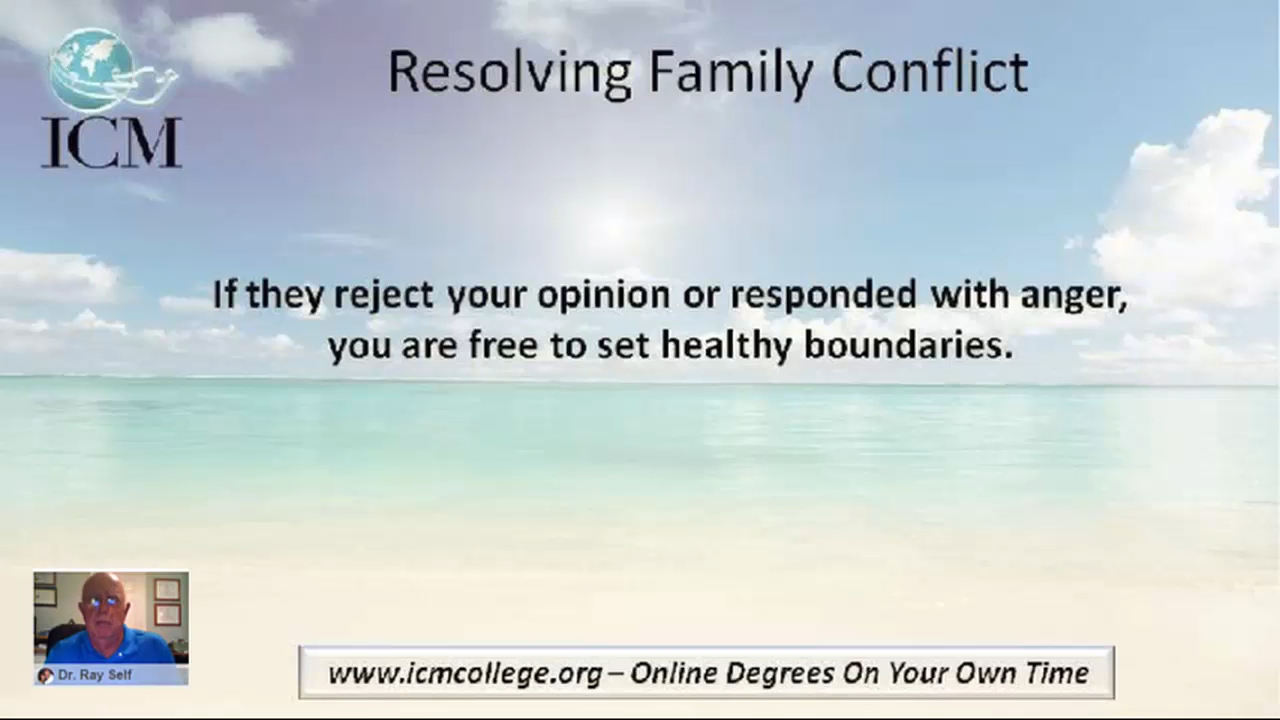 ICM
Resolving Family Conflict
If they reject your opinion or responded with anger,
you are free to set healthy boundaries.
Dr. Ray Self
www.icmcollege.org – Online Degrees On Your Own Time